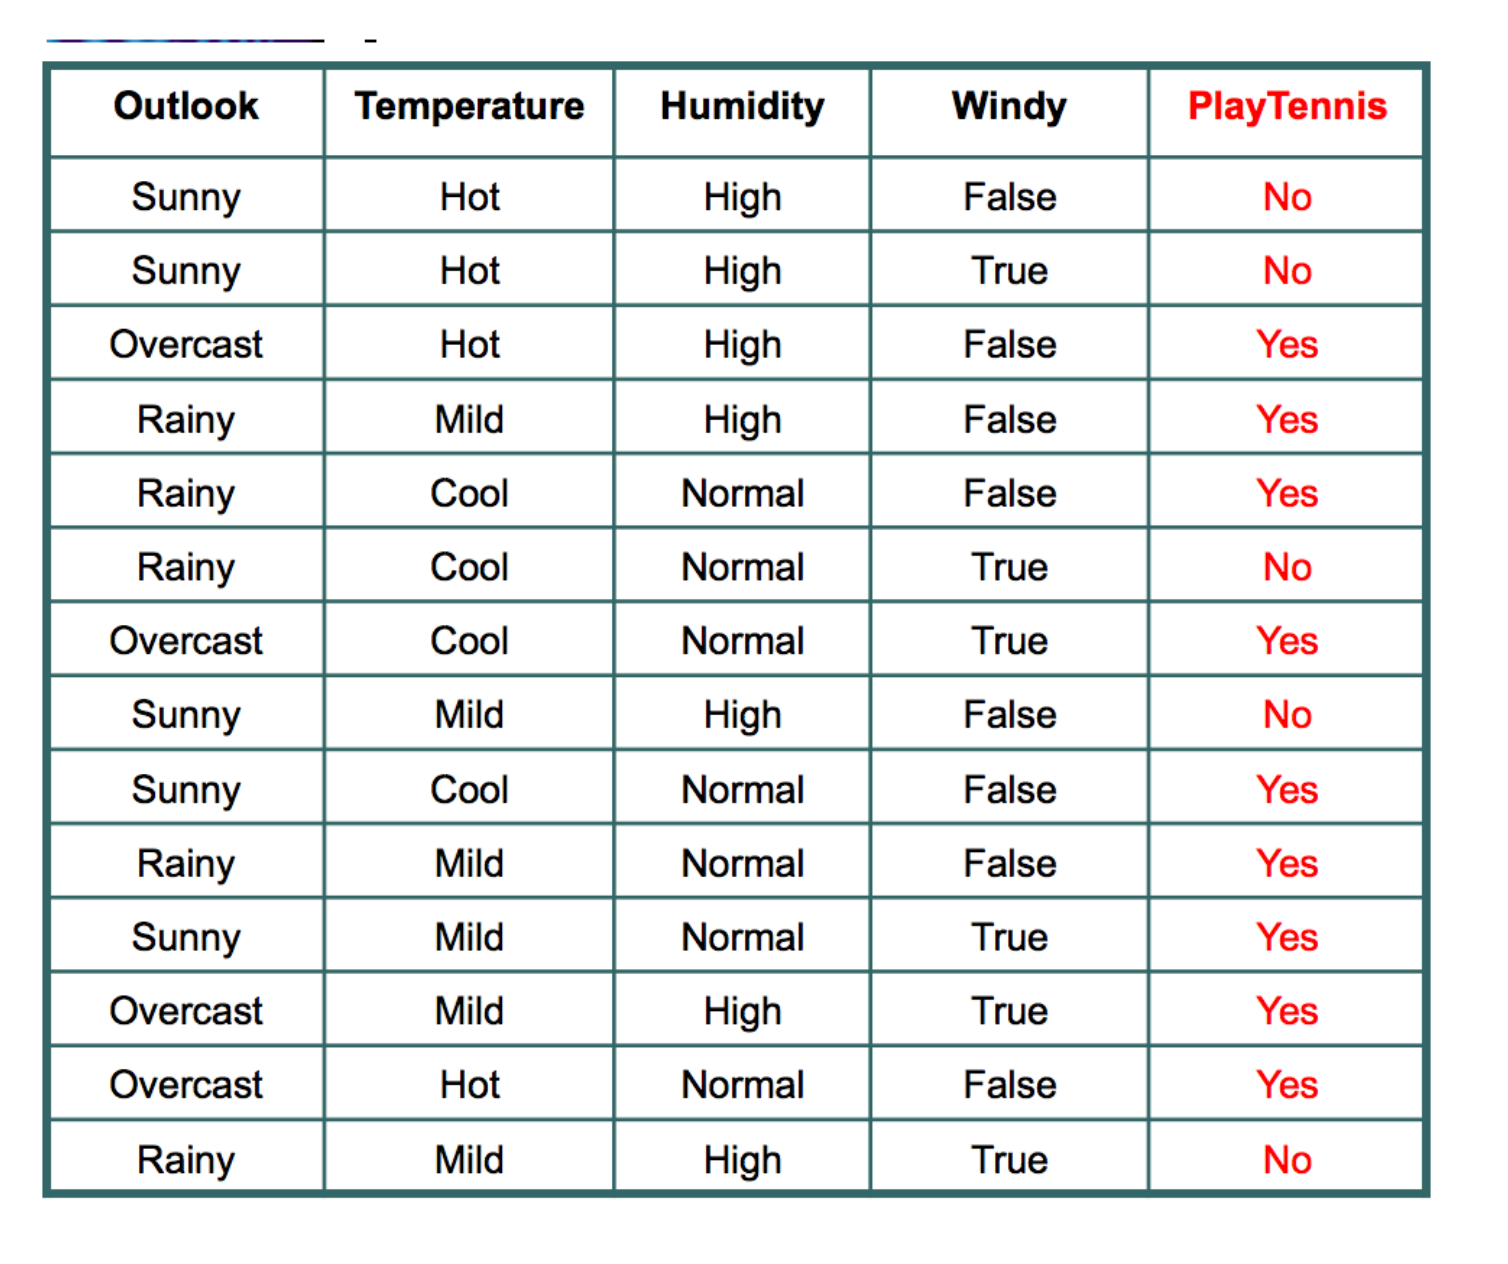 Outlook Temperature Humidity Windy PlayTennis
Sunny Hot High False No
Sunny Hot High True No
Overcast Hot High False Yes
Rainy Mild High False Yes
Rainy Cool Normal False Yes
Rainy Cool Normal True No
Overcast Cool Normal True Yes
Sunny Mild High False No
Sunny Cool Normal False Yes
Rainy Mild Normal False Yes
Sunny Mild Normal True Yes
Overcast Mild High True Yes
Overcast Hot Normal False Yes
Rainy Mild High True No